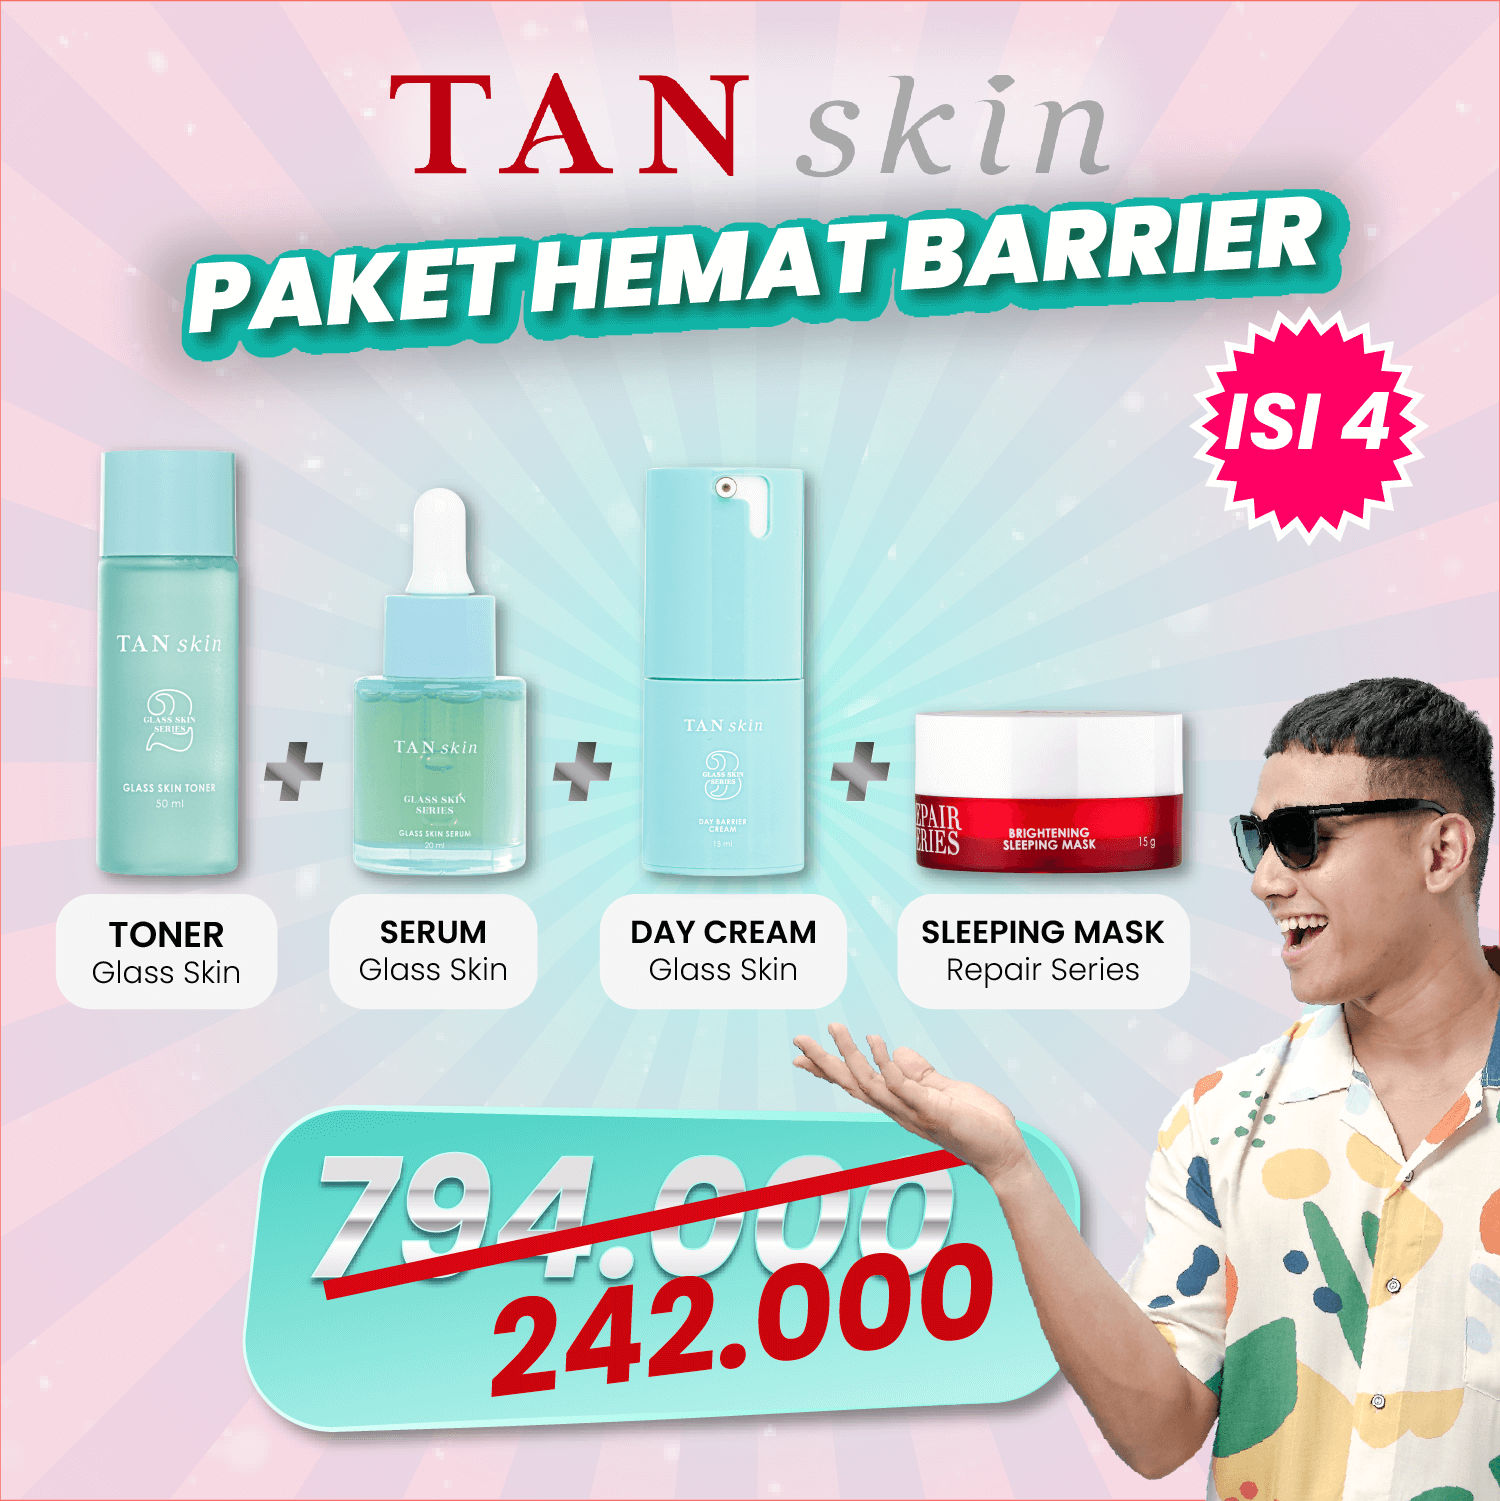 TAN skin
PAKET HEMAT BARRIER
ISI 4
TAN skin
2
GLASS SKIN
SERIES
GLASS SKIN TONER
50 ml
TAN skin
GLASS SKIN
SERIES
GLASS SKIN SERUM
20 ml
TAN skin
3
GLASS SKIN
SERIES
DAY BARRIER
CREAM
15 ml
EPAIR
ERIES
BRIGHTENING
SLEEPING MASK
15 g
TONER
Glass Skin
SERUM
Glass Skin
DAY CREAM
Glass Skin
SLEEPING MASK
Repair Series
794.000
242.000